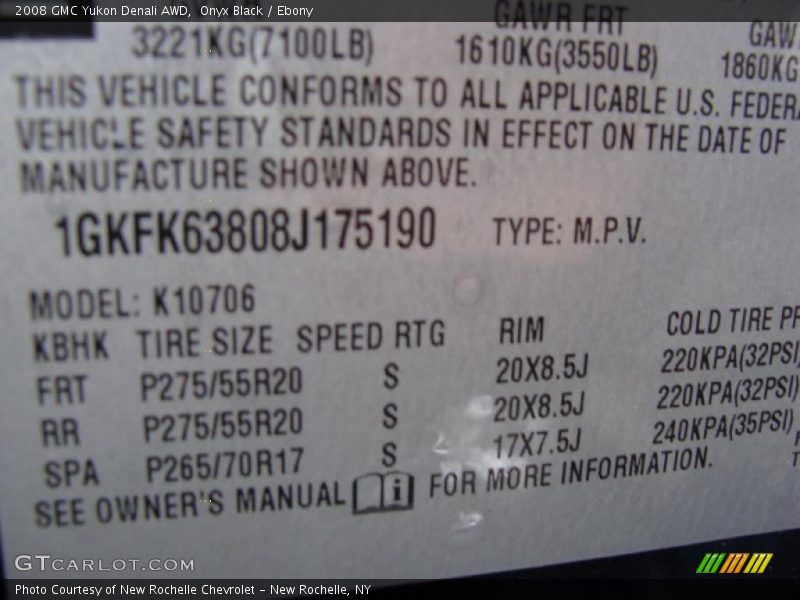 2008 GMC Yukon Denali AWD, Onyx Black / Ebony
GAWR FRT GAW
3221KG(7100LB) 1610KG(3550LB) 1860KG
THIS VEHICLE CONFORMS TO ALL APPLICABLE U.S. FEDERA
VEHICLE SAFETY STANDARDS IN EFFECT ON THE DATE OF
MANUFACTURE SHOWN ABOVE.
1GKFK63808J175190 TYPE: M.P.V.
MODEL: K10706
KBHK TIRE SIZE SPEED RTG RIM COLD TIRE PR
FRT P275/55R20 S 20X8.5J 220KPA(32PSI)
RR P275/55R20 S 20X8.5J 220KPA(32PSI)
SPA P265/70R17 S 17X7.5J 240KPA(35PSI)
SEE OWNER'S MANUAL i FOR MORE INFORMATION.
GTCARLOT.COM
Photo Courtesy of New Rochelle Chevrolet – New Rochelle, NY